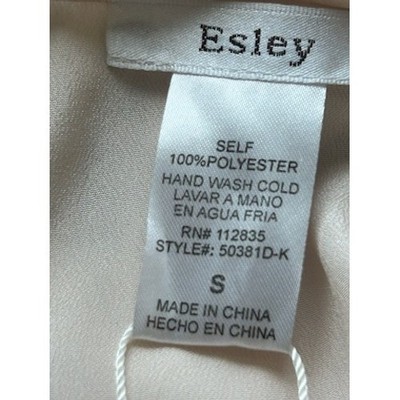 Esley
SELF
100%POLYESTER
HAND WASH COLD
LAVAR A MANO
EN AGUA FRIA
RN# 112835
STYLE#: 50381D-K
S
MADE IN CHINA
HECHO EN CHINA